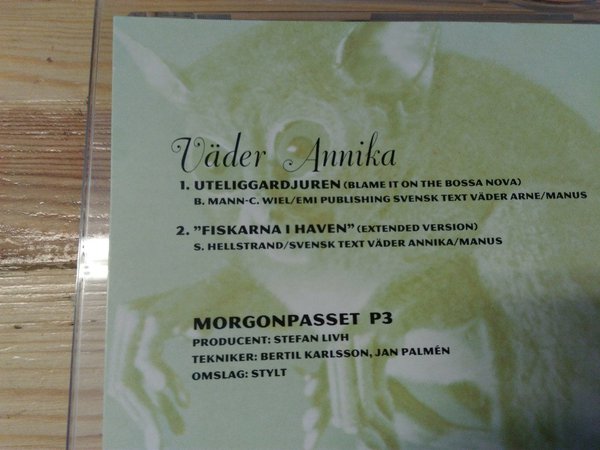 Väder Annika
1. UTELIGGARDJUREN (BLAME IT ON THE BOSSA NOVA)
B. MANN-C. WIEL/EMI PUBLISHING SVENSK TEXT VÄDER ARNE/MANUS
2. ”FISKARNA I HAVEN” (EXTENDED VERSION)
S. HELLSTRAND/SVENSK TEXT VÄDER ANNIKA/MANUS
MORGONPASSET P3
PRODUCENT: STEFAN LIVH
TEKNIKER: BERTIL KARLSSON, JAN PALMÉN
OMSLAG: STYLT